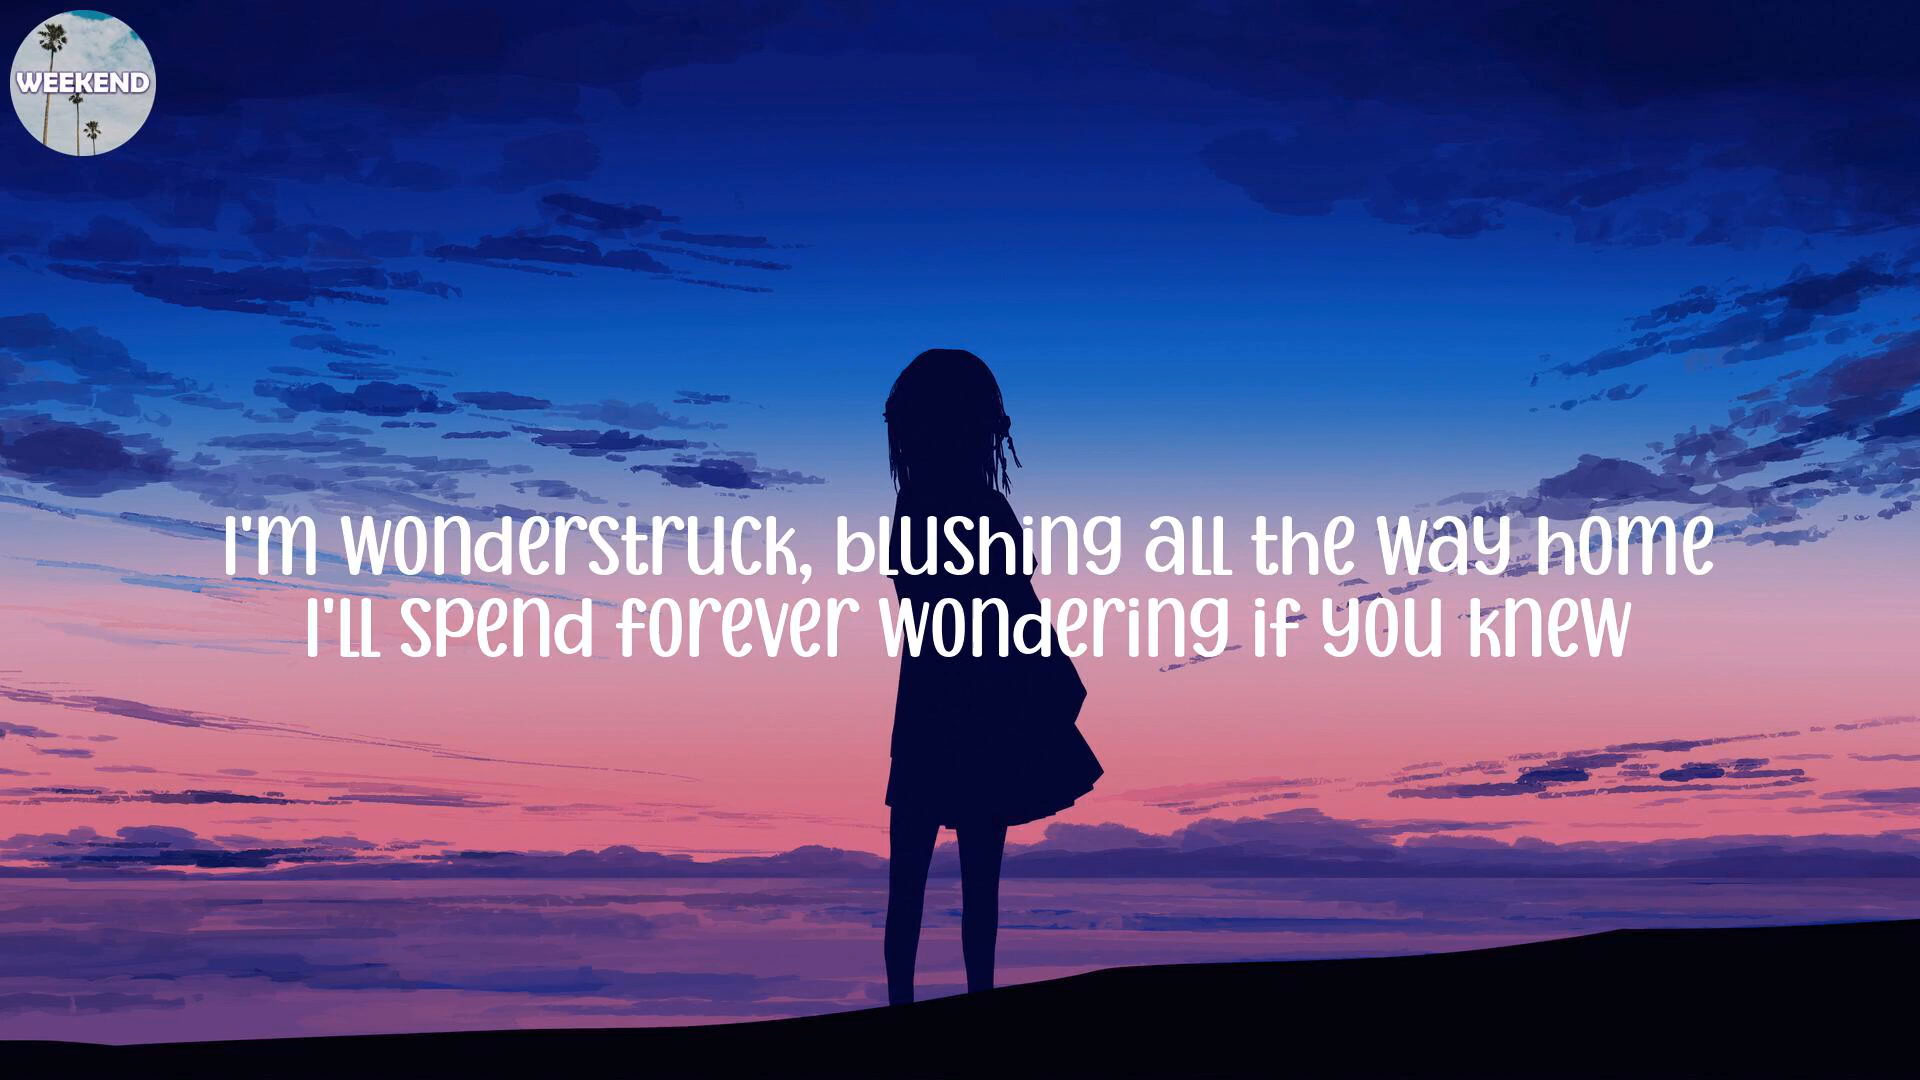 WEEKEND
I'm wonderstruck, blushing all the way home
I'll spend forever wondering if you knew